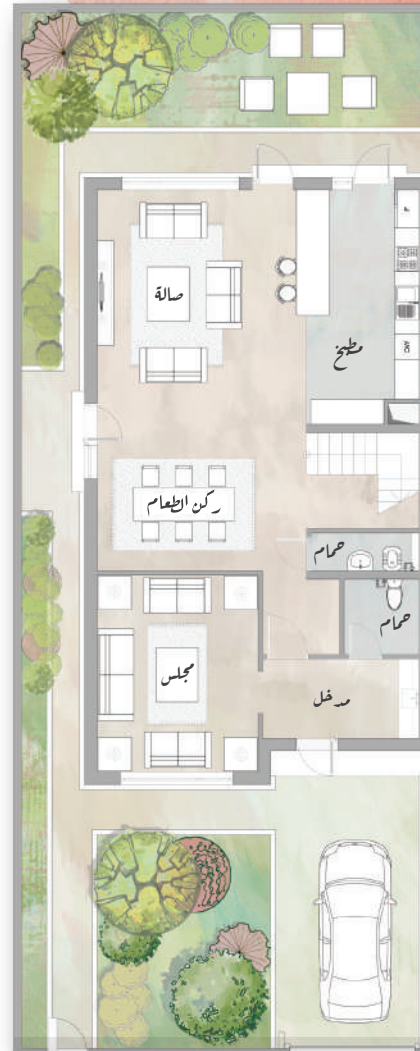 صالة
مطبخ
ركن الطعام
حمام
حمام
مجلس
مدخل